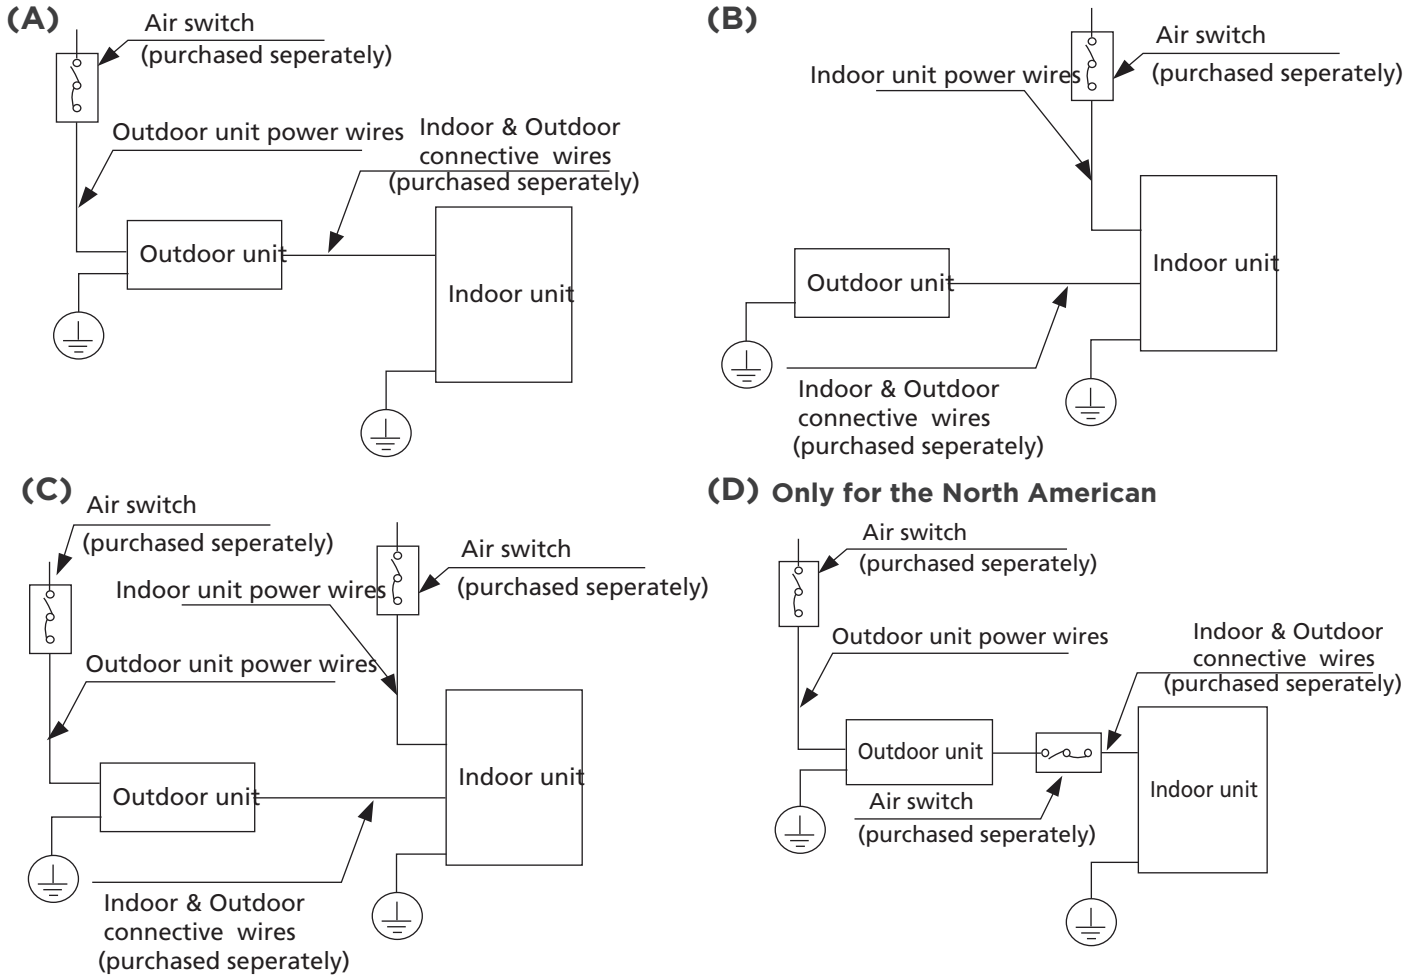 (A)
Air switch
(purchased seperately)
Outdoor unit power wires
Indoor & Outdoor
connective wires
(purchased seperately)
Outdoor unit
Indoor unit
(B)
Air switch
(purchased seperately)
Indoor unit power wires
Indoor unit
Outdoor unit
Indoor & Outdoor
connective wires
(purchased seperately)
(C)
Air switch
(purchased seperately)
Air switch
(purchased seperately)
Indoor unit power wires
Outdoor unit power wires
Indoor unit
Outdoor unit
Indoor & Outdoor
connective wires
(purchased seperately)
(D) Only for the North American
Air switch
(purchased seperately)
Outdoor unit power wires
Indoor & Outdoor
connective wires
(purchased seperately)
Outdoor unit
Indoor unit
Air switch
(purchased seperately)